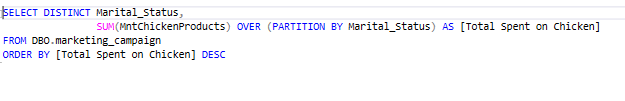 SELECT DISTINCT Marital_Status,
SUM(MntChickenProducts) OVER (PARTITION BY Marital_Status) AS [Total Spent on Chicken]
FROM DBO.marketing_campaign
ORDER BY [Total Spent on Chicken] DESC